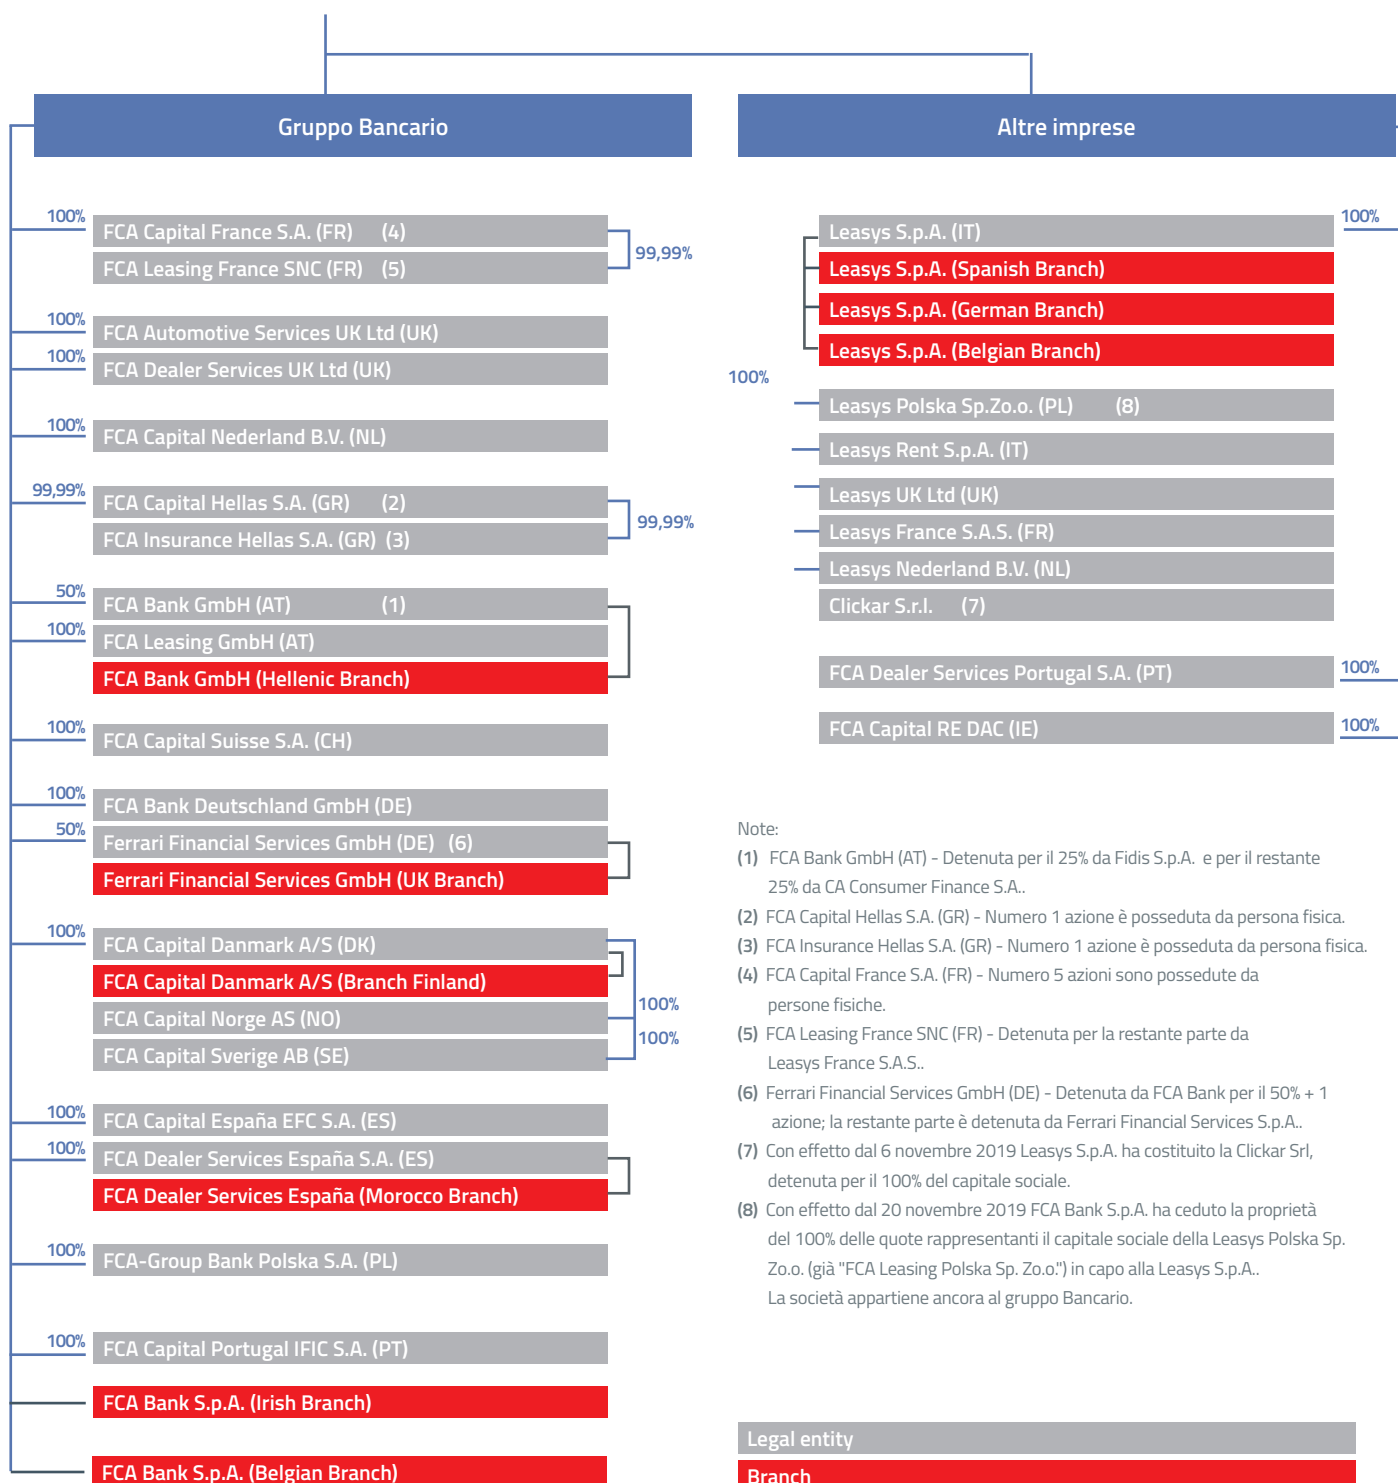 Gruppo Bancario
100%
FCA Capital France S.A. (FR) (4)
FCA Leasing France SNC (FR) (5)
99,99%
100%
FCA Automotive Services UK Ltd (UK)
100%
FCA Dealer Services UK Ltd (UK)
100%
FCA Capital Nederland B.V. (NL)
99,99%
FCA Capital Hellas S.A. (GR) (2)
FCA Insurance Hellas S.A. (GR) (3)
99,99%
50%
FCA Bank GmbH (AT) (1)
100%
FCA Leasing GmbH (AT)
FCA Bank GmbH (Hellenic Branch)
100%
FCA Capital Suisse S.A. (CH)
100%
FCA Bank Deutschland GmbH (DE)
50%
Ferrari Financial Services GmbH (DE) (6)
Ferrari Financial Services GmbH (UK Branch)
100%
FCA Capital Danmark A/S (DK)
FCA Capital Danmark A/S (Branch Finland)
FCA Capital Norge AS (NO)
100%
FCA Capital Sverige AB (SE)
100%
100%
FCA Capital España EFC S.A. (ES)
100%
FCA Dealer Services España S.A. (ES)
FCA Dealer Services España (Morocco Branch)
100%
FCA-Group Bank Polska S.A. (PL)
100%
FCA Capital Portugal IFIC S.A. (PT)
FCA Bank S.p.A. (Irish Branch)
FCA Bank S.p.A. (Belgian Branch)
Altre imprese
Leasys S.p.A. (IT)
100%
Leasys S.p.A. (Spanish Branch)
Leasys S.p.A. (German Branch)
Leasys S.p.A. (Belgian Branch)
100%
Leasys Polska Sp.Zo.o. (PL) (8)
Leasys Rent S.p.A. (IT)
Leasys UK Ltd (UK)
Leasys France S.A.S. (FR)
Leasys Nederland B.V. (NL)
Clickar S.r.l. (7)
FCA Dealer Services Portugal S.A. (PT)
100%
FCA Capital RE DAC (IE)
100%
Note:
(1) FCA Bank GmbH (AT) - Detenuta per il 25% da Fidis S.p.A. e per il restante
25% da CA Consumer Finance S.A..
(2) FCA Capital Hellas S.A. (GR) - Numero 1 azione è posseduta da persona fisica.
(3) FCA Insurance Hellas S.A. (GR) - Numero 1 azione è posseduta da persona fisica.
(4) FCA Capital France S.A. (FR) - Numero 5 azioni sono possedute da
persone fisiche.
(5) FCA Leasing France SNC (FR) - Detenuta per la restante parte da
Leasys France S.A.S..
(6) Ferrari Financial Services GmbH (DE) - Detenuta da FCA Bank per il 50% + 1
azione; la restante parte è detenuta da Ferrari Financial Services S.p.A..
(7) Con effetto dal 6 novembre 2019 Leasys S.p.A. ha costituito la Clickar Srl,
detenuta per il 100% del capitale sociale.
(8) Con effetto dal 20 novembre 2019 FCA Bank S.p.A. ha ceduto la proprietà
del 100% delle quote rappresentanti il capitale sociale della Leasys Polska Sp.
Zo.o. (già "FCA Leasing Polska Sp. Zo.o.") in capo alla Leasys S.p.A..
La società appartiene ancora al gruppo Bancario.
Legal entity
Branch